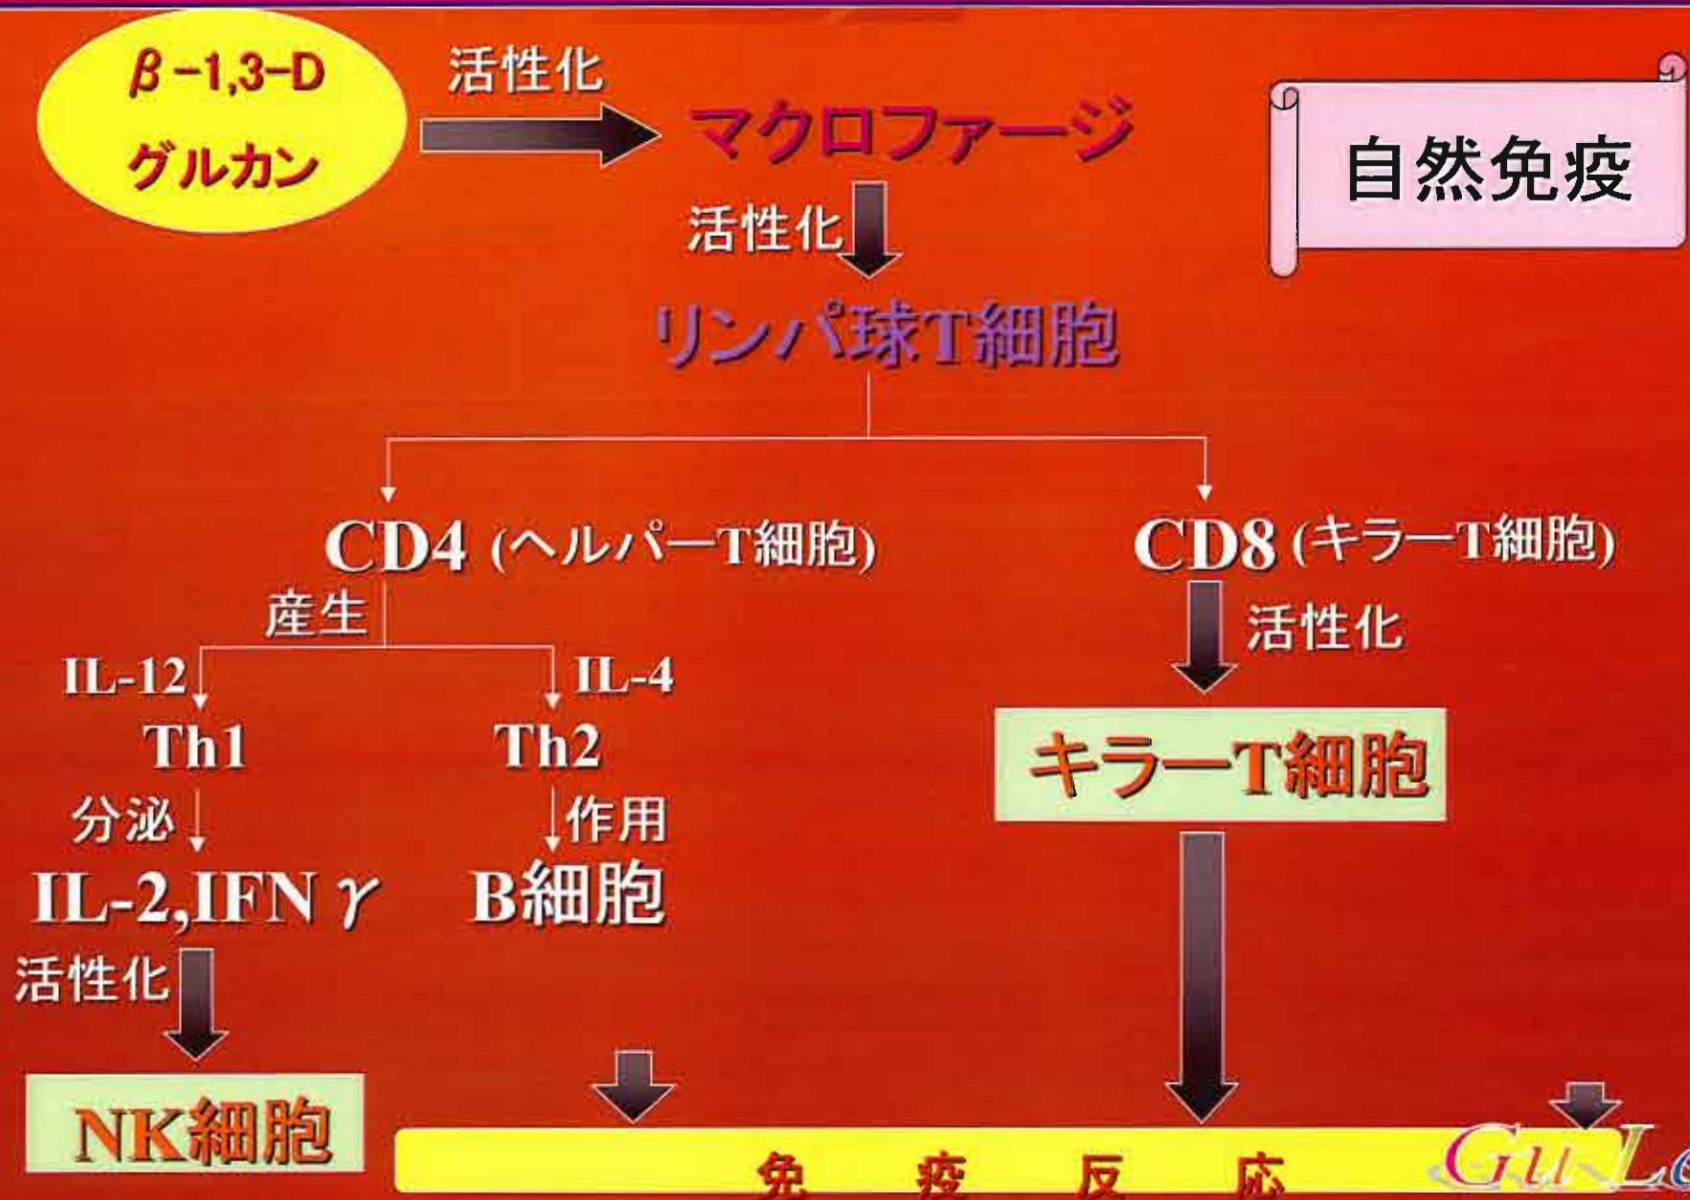 β-1,3-D
グルカン
活性化
マクロファージ
自然免疫
活性化
リンパ球T細胞
CD4 (ヘルパーT細胞)
CD8 (キラーT細胞)
産生
活性化
IL-12
IL-4
Th1
Th2
キラーT細胞
分泌
作用
IL-2,IFN γ
B細胞
活性化
NK細胞
免 疫 反 応